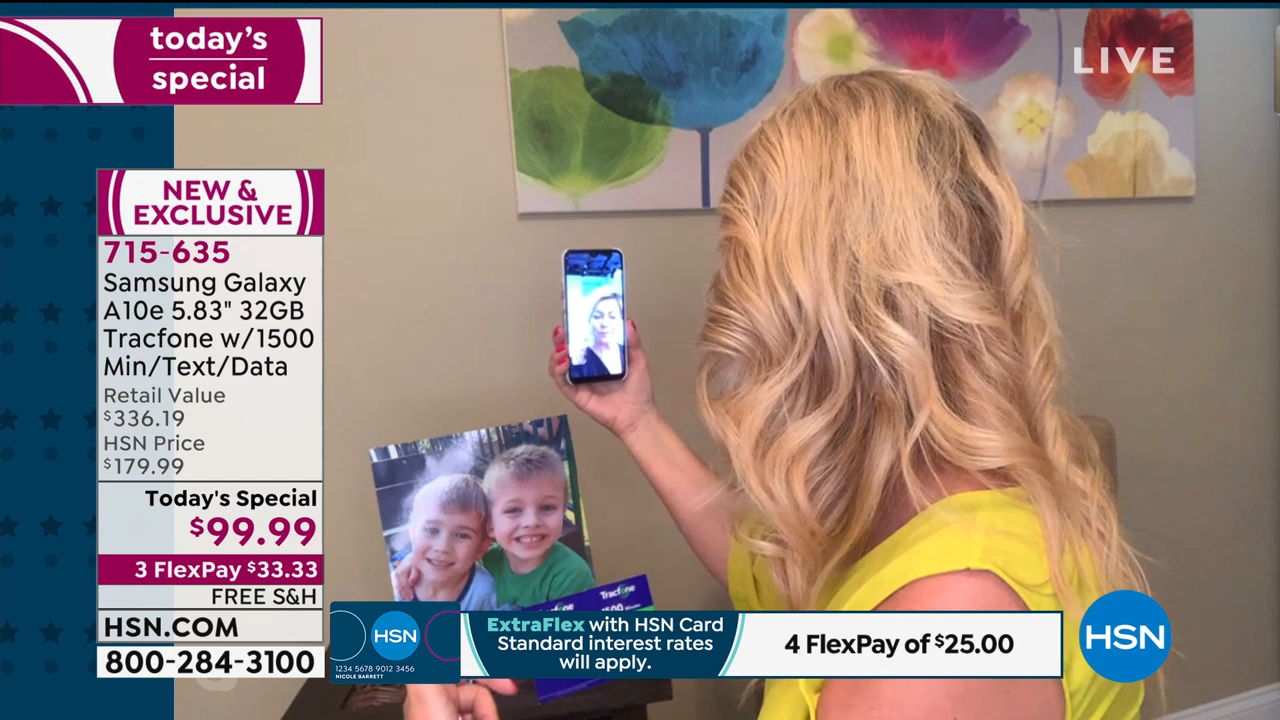 today's
special
LIVE
NEW &
EXCLUSIVE
715-635
Samsung Galaxy
A10e 5.83" 32GB
Tracfone w/1500
Min/Text/Data
Retail Value
$336.19
HSN Price
$179.99
Today's Special
$99.99
3 FlexPay $33.33
FREE S&H
HSN.COM
800-284-3100
Tracfone
HSN
1234 5678 9012 3456
NICOLE BARRETT
ExtraFlex with HSN Card
Standard interest rates
will apply.
4 FlexPay of $25.00
HSN